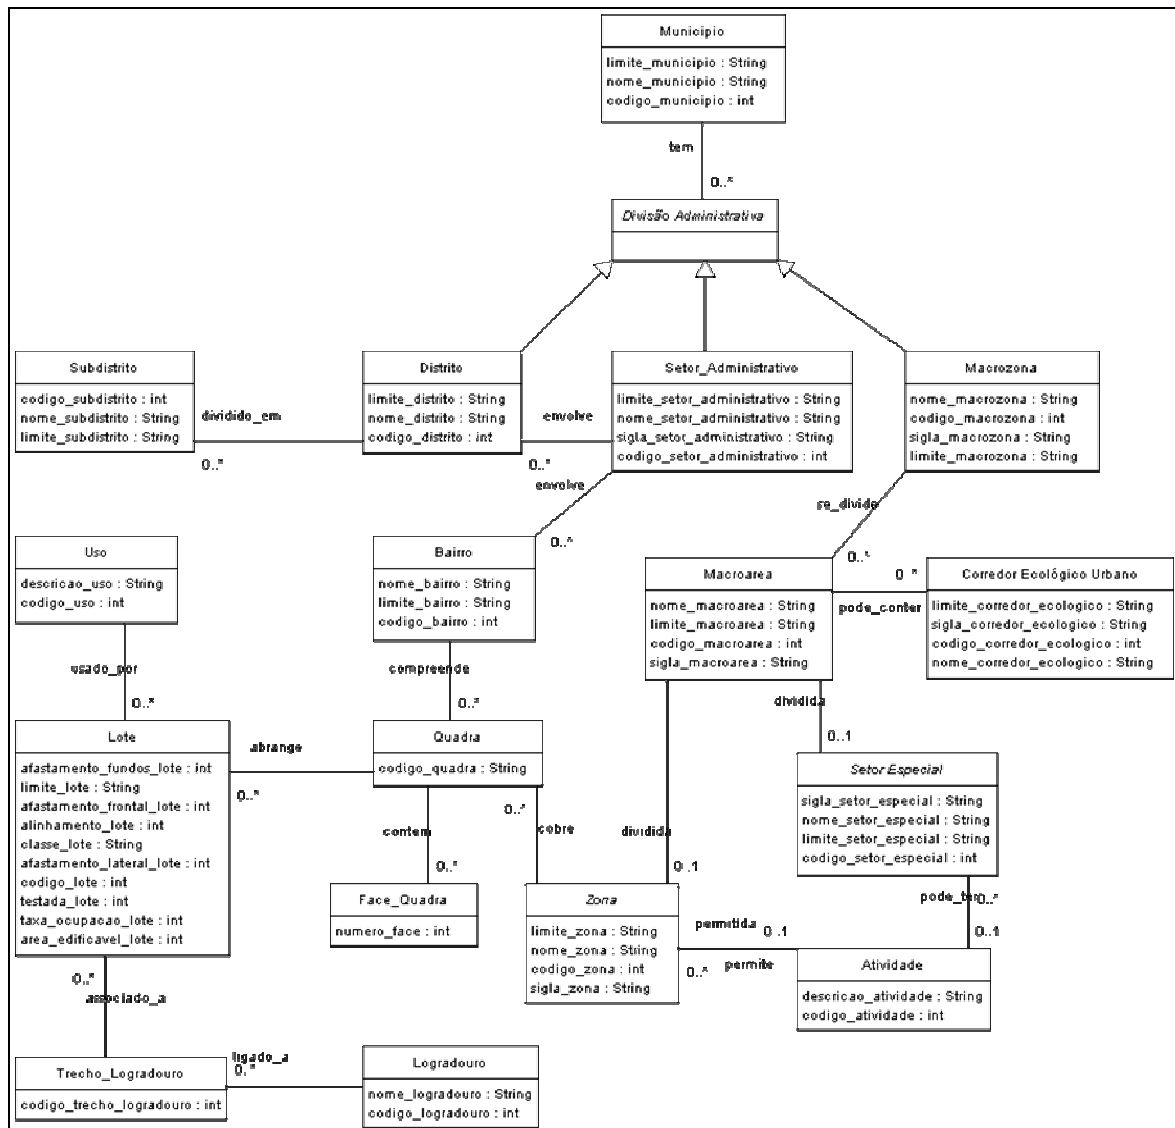 Municipio
limite_municipio : String
nome_municipio : String
codigo_municipio : int
tem
0..*
Divisão Administrativa
Subdistrito
codigo_subdistrito : int
nome_subdistrito : String
limite_subdistrito : String
dividido_em
0..*
Distrito
limite_distrito : String
nome_distrito : String
codigo_distrito : int
envolve
0..*
Setor_Administrativo
limite_setor_administrativo : String
nome_setor_administrativo : String
sigla_setor_administrativo : String
codigo_setor_administrativo : int
Macrozona
nome_macrozona : String
codigo_macrozona : int
sigla_macrozona : String
limite_macrozona : String
envolve
0..*
se_divide
0..*
Uso
descricao_uso : String
codigo_uso : int
Bairro
nome_bairro : String
limite_bairro : String
codigo_bairro : int
Macroarea
nome_macroarea : String
limite_macroarea : String
codigo_macroarea : int
sigla_macroarea : String
0..*
pode_conter
Corredor Ecológico Urbano
limite_corredor_ecologico : String
sigla_corredor_ecologico : String
codigo_corredor_ecologico : int
nome_corredor_ecologico : String
usado_por
0..*
compreende
0..*
dividida
0..1
Lote
afastamento_fundos_lote : int
limite_lote : String
afastamento_frontal_lote : int
alinhamento_lote : int
classe_lote : String
afastamento_lateral_lote : int
codigo_lote : int
testada_lote : int
taxa_ocupacao_lote : int
area_edificavel_lote : int
abrange
0..*
Quadra
codigo_quadra : String
Setor Especial
sigla_setor_especial : String
nome_setor_especial : String
limite_setor_especial : String
codigo_setor_especial : int
contem
0..*
0..*
cobre
dividida
0..1
Face_Quadra
numero_face : int
Zona
limite_zona : String
nome_zona : String
codigo_zona : int
sigla_zona : String
pode_ter
0..*
0..1
permitida
0..1
0..*
permite
Atividade
descricao_atividade : String
codigo_atividade : int
0..*
associado_a
Trecho_Logradouro
codigo_trecho_logradouro : int
ligado_a
0..*
Logradouro
nome_logradouro : String
codigo_logradouro : int